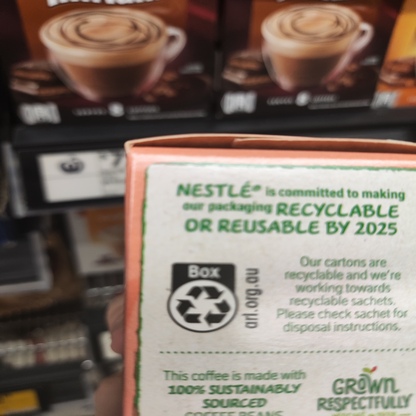 NESTLÉ® is committed to making
our packaging RECYCLABLE
OR REUSABLE BY 2025
Box
arl.org.au
Our cartons are
recyclable and we're
working towards
recyclable sachets.
Please check sachet for
disposal instructions.
This coffee is made with
100% SUSTAINABLY
SOURCED
COFFEE BEANS
GROWN
RESPECTFULLY